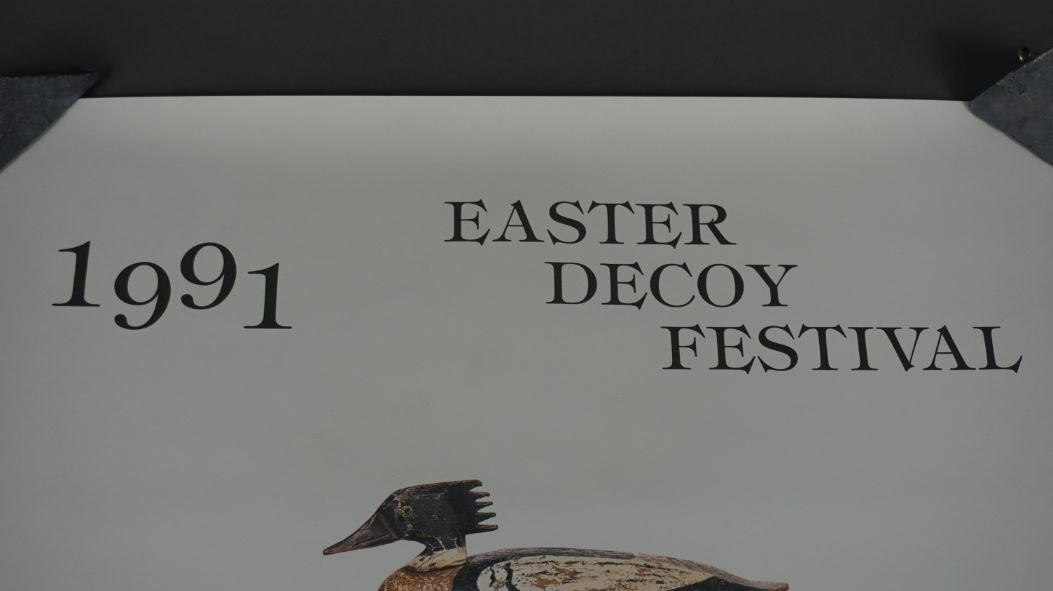 1991
EASTER
DECOY
FESTIVAL